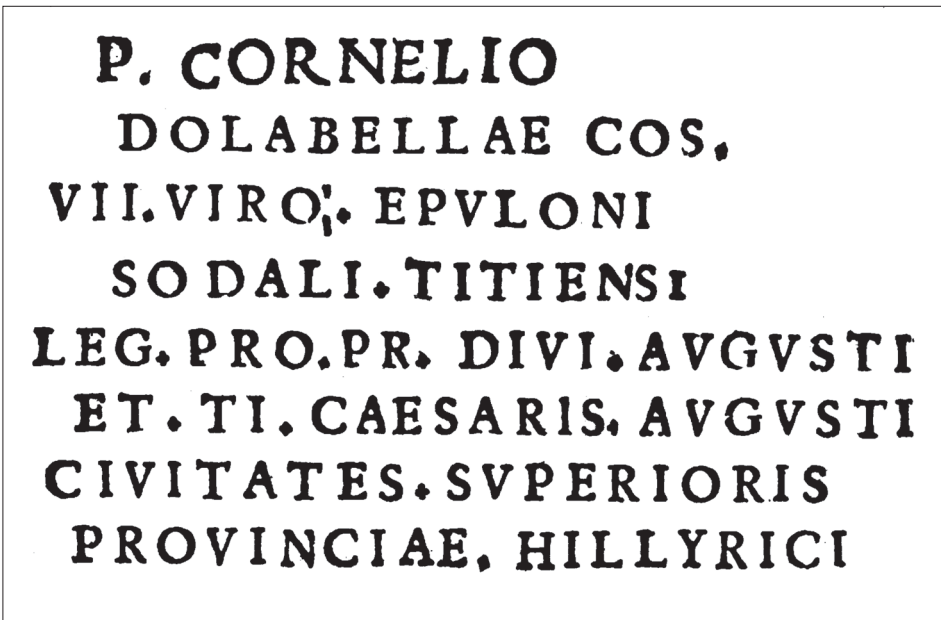 P. CORNELIO
DOLABELLAE COS.
VII.VIRO. EPVLONI
SODALI.TITIENSI
LEG.PRO.PR. DIVI.AVGVSTI
ET.TI.CAESARIS.AVGVSTI
CIVITATES.SVPERIORIS
PROVINCIAE. HILLYRICI